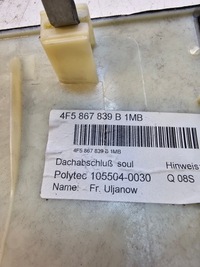 4F5 867 839 B 1MB
4F5 867 839 B 1MB
Dachabschluß soul Hinweis:
Polytec 105504-0030 Q 08S
Name: Fr. Uljanow